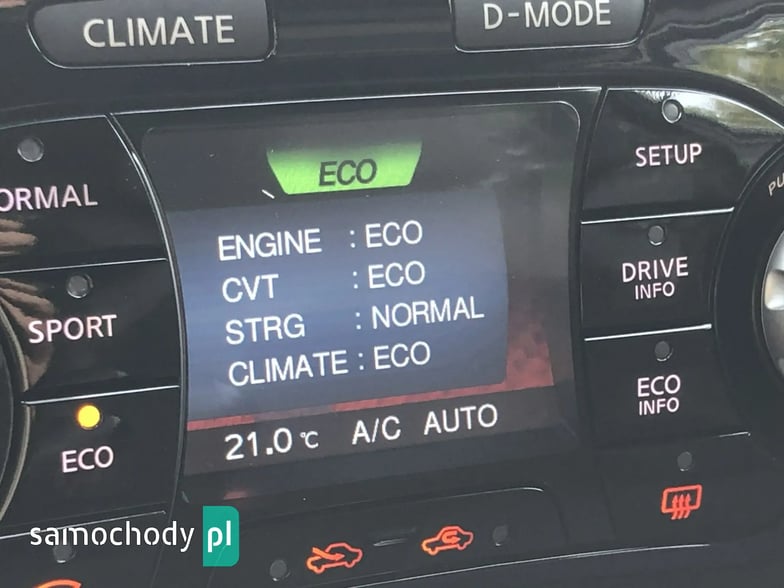 CLIMATE
D-MODE
ORMAL
SPORT
ECO
ECO
ENGINE : ECO
CVT : ECO
STRG : NORMAL
CLIMATE : ECO
21.0 °C A/C AUTO
SETUP
DRIVE
INFO
ECO
INFO
PU
samochody pl